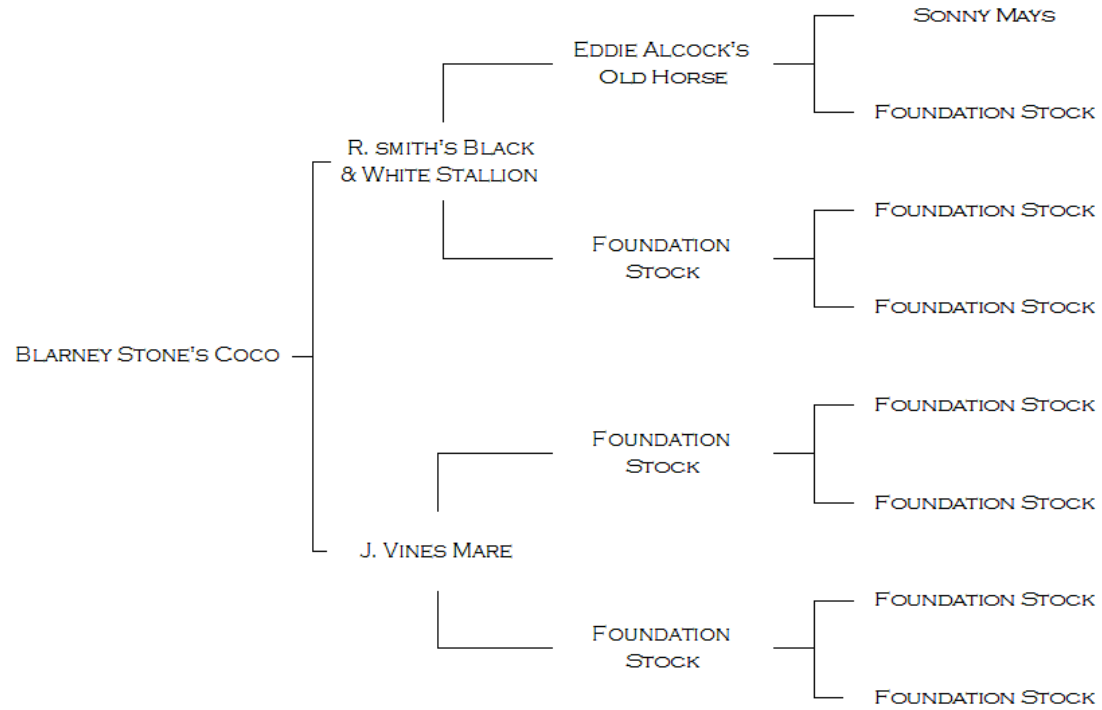 Sonny Mays
Eddie Alcock's
Old Horse
Foundation Stock
R. smith's Black
& White Stallion
Foundation Stock
Foundation
Stock
Foundation Stock
Blarney Stone's Coco
Foundation Stock
Foundation
Stock
Foundation Stock
J. Vines Mare
Foundation Stock
Foundation
Stock
Foundation Stock